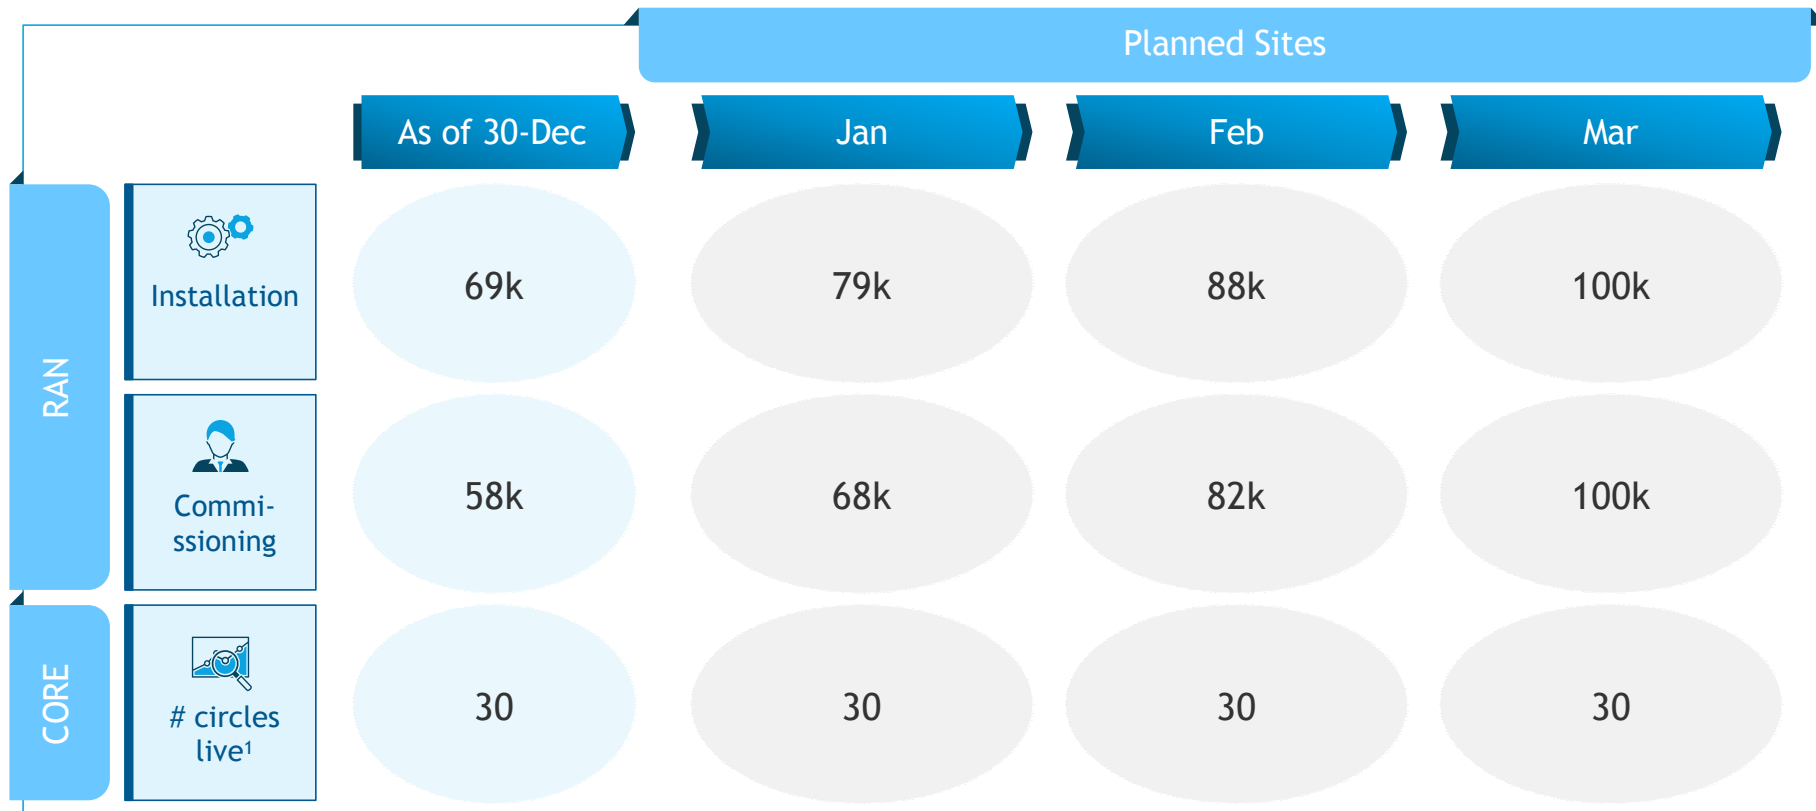 Planned Sites
As of 30-Dec
Jan
Feb
Mar
RAN
Installation
69k
79k
88k
100k
Commi-
ssioning
58k
68k
82k
100k
CORE
# circles
live¹
30
30
30
30